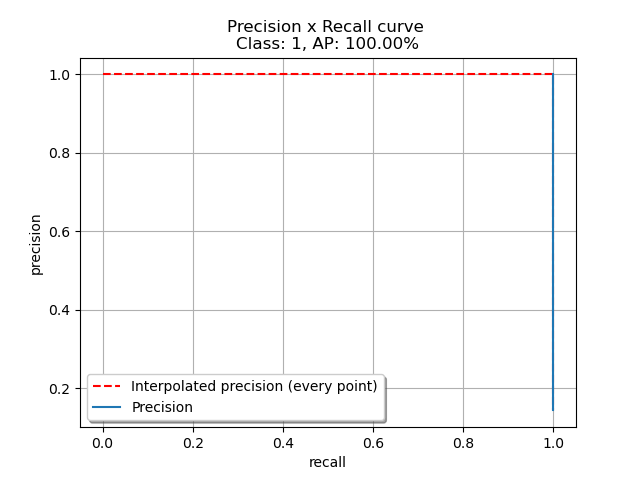 Precision x Recall curve
Class: 1, AP: 100.00%
1.0
0.8
0.6
0.4
0.2
precision
Interpolated precision (every point)
Precision
0.0 0.2 0.4 0.6 0.8 1.0
recall